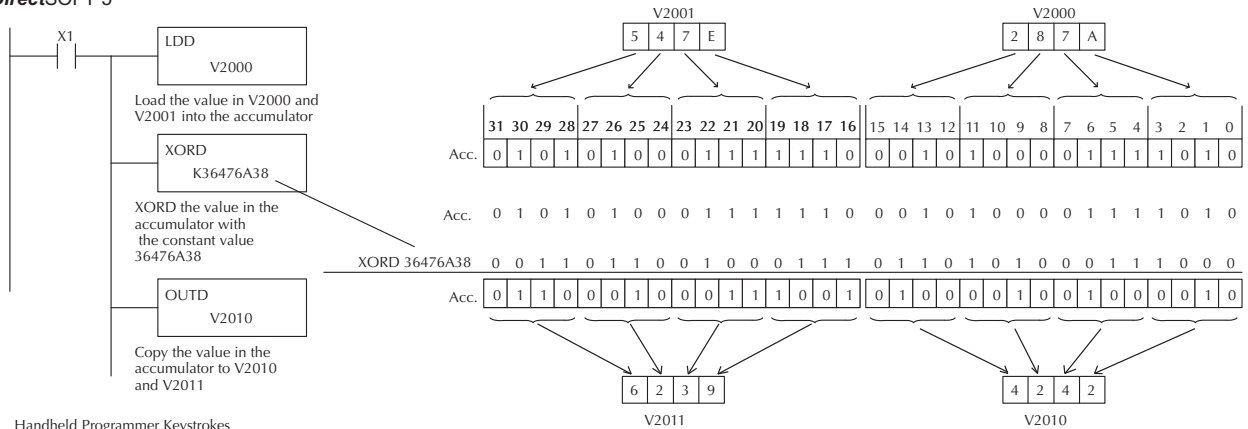 DirectSOFT 5
X1
LDD
V2000
Load the value in V2000 and
V2001 into the accumulator
XORD
K36476A38
XORD the value in the
accumulator with
the constant value
36476A38
OUTD
V2010
Copy the value in the
accumulator to V2010
and V2011
Handheld Programmer Keystrokes
V2001 V2000
5 4 7 E 2 8 7 A
31 30 29 28 27 26 25 24 23 22 21 20 19 18 17 16 15 14 13 12 11 10 9 8 7 6 5 4 3 2 1 0
Acc. 0 1 0 1 0 1 0 0 0 1 1 1 1 1 1 0 0 0 1 0 1 0 0 0 0 1 1 1 1 0 1 0
Acc. 0 1 0 1 0 1 0 0 0 1 1 1 1 1 1 0 0 0 1 0 1 0 0 0 0 1 1 1 1 0 1 0
XORD 36476A38 0 0 1 1 0 1 1 0 0 1 0 0 0 1 1 1 0 1 1 0 1 0 1 0 0 0 1 1 1 0 0 0
Acc. 0 1 1 0 0 0 1 0 0 0 1 1 1 0 0 1 0 1 0 0 0 0 1 0 0 1 0 0 0 0 1 0
6 2 3 9 4 2 4 2
V2011 V2010